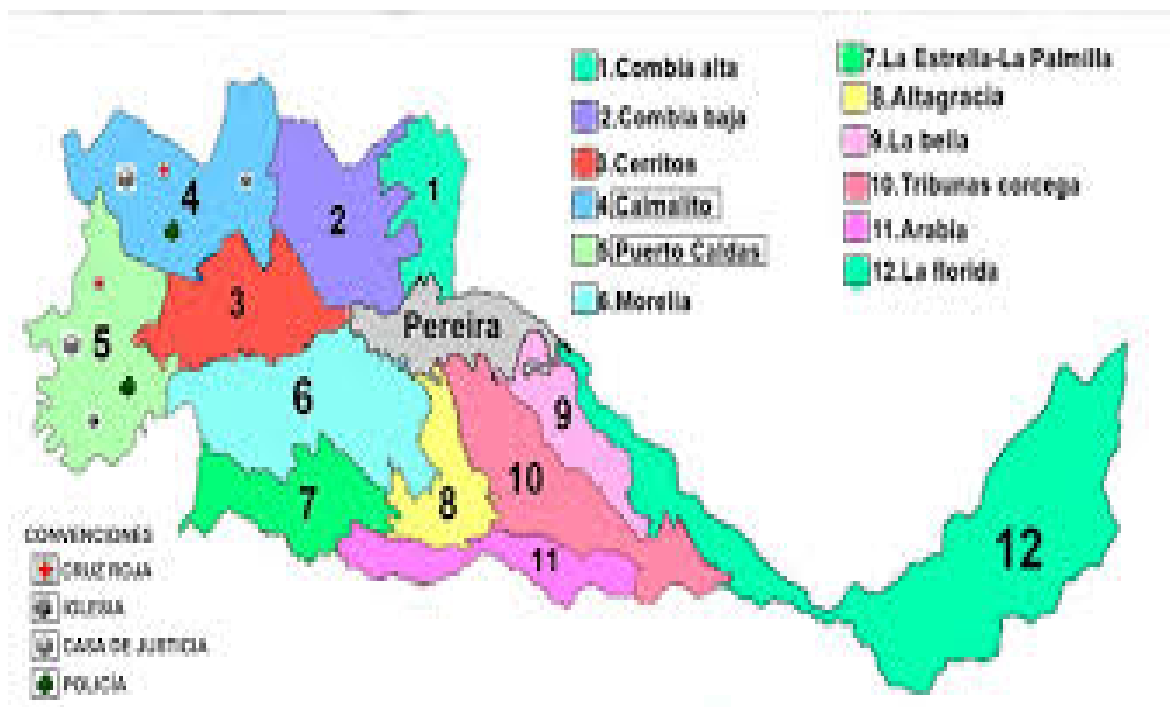 1.Combia alta
2.Combia baja
3.Cerritos
4.Caimalito
5.Puerto Caldas
6.Morelia
7.La Estrella-La Palmilla
8.Altagracia
9.La bella
10.Tribunas corcega
11.Arabia
12.La florida
4
2
1
3
Pereira
5
6
9
10
7
8
11
12
CONVENCIONES
CRUZ ROJA
IGLESIA
CASA DE JUSTICIA
POLICÍA